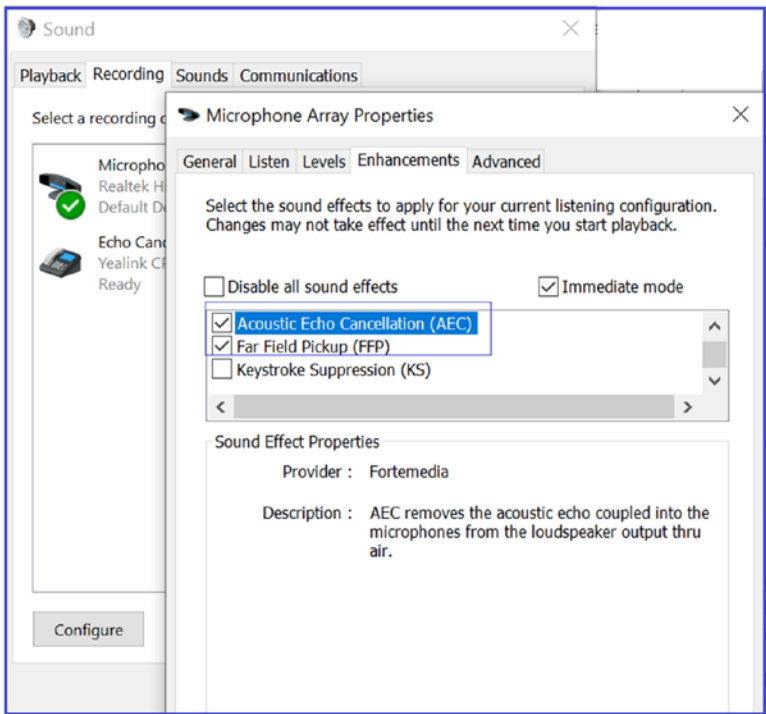 Sound
Playback Recording Sounds Communications
Select a recording
Microphone Array Properties
General Listen Levels Enhancements Advanced
Realtek
Default
Echo
Yealink
Ready
Select the sound effects to apply for your current listening configuration.
Changes may not take effect until the next time you start playback.
Disable all sound effects
Immediate mode
Acoustic Echo Cancellation (AEC)
Far Field Pickup (FFP)
Keystroke Suppression (KS)
Sound Effect Properties
Provider : Fortemedia
Description : AEC removes the acoustic echo coupled into the
microphones from the loudspeaker output thru
air.
Configure